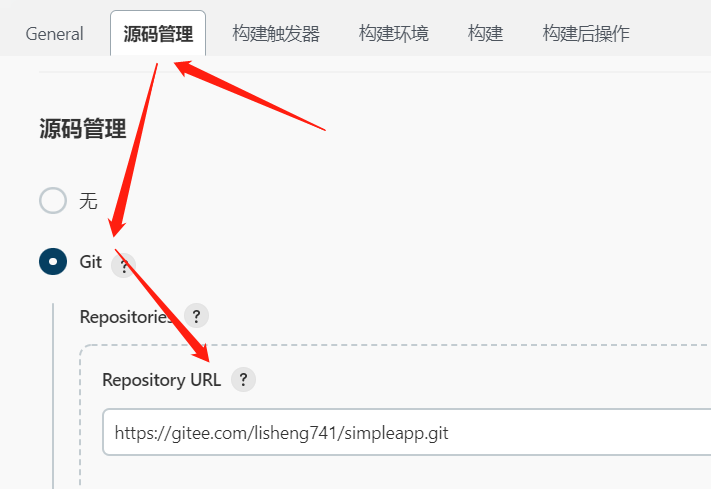 General 源码管理 构建触发器 构建环境 构建 构建后操作
源码管理
无
Git ?
Repositories ?
Repository URL ?
https://gitee.com/lisheng741/simpleapp.git